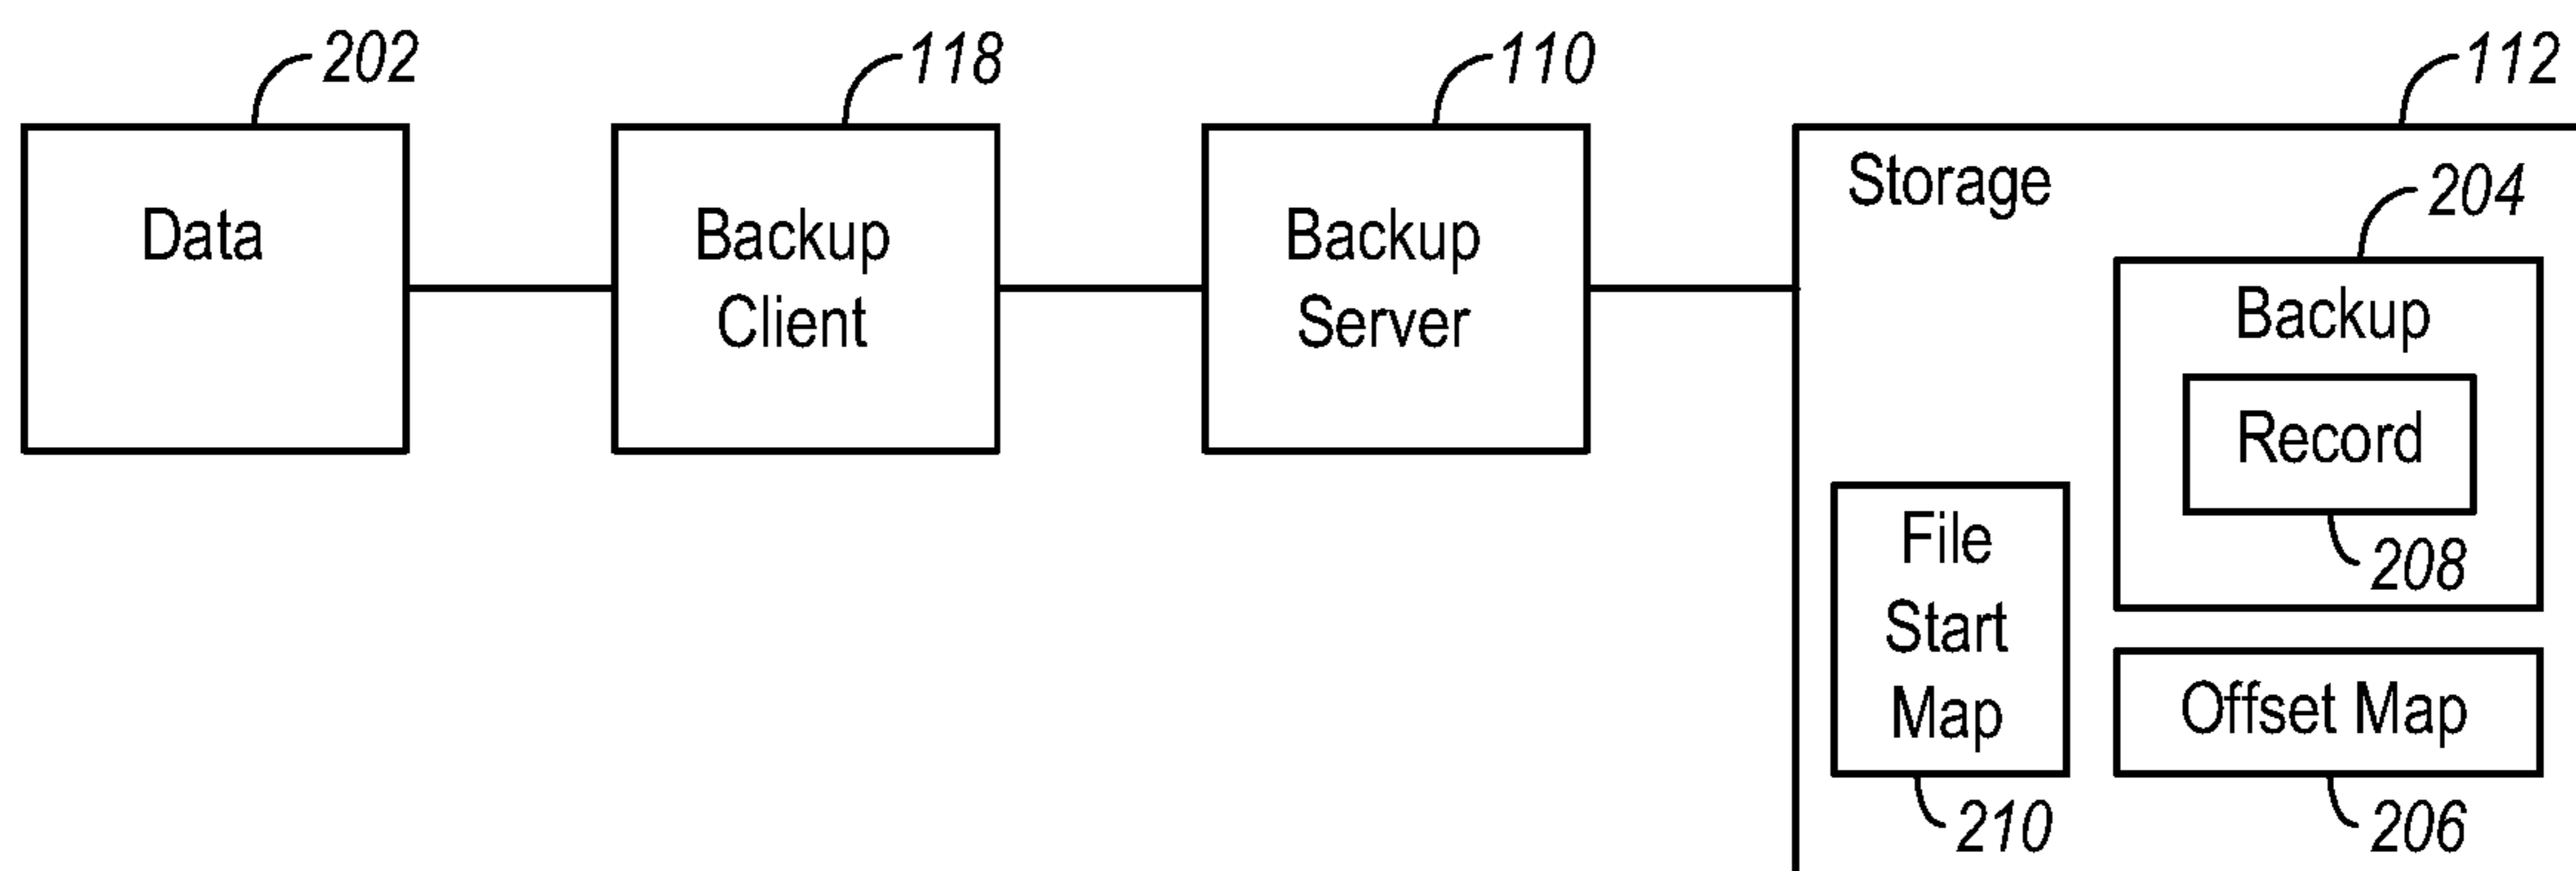 202
118
110
112
Data
Backup
Client
Backup
Server
Storage
204
Backup
Record
208
File
Start
Map
210
Offset Map
206